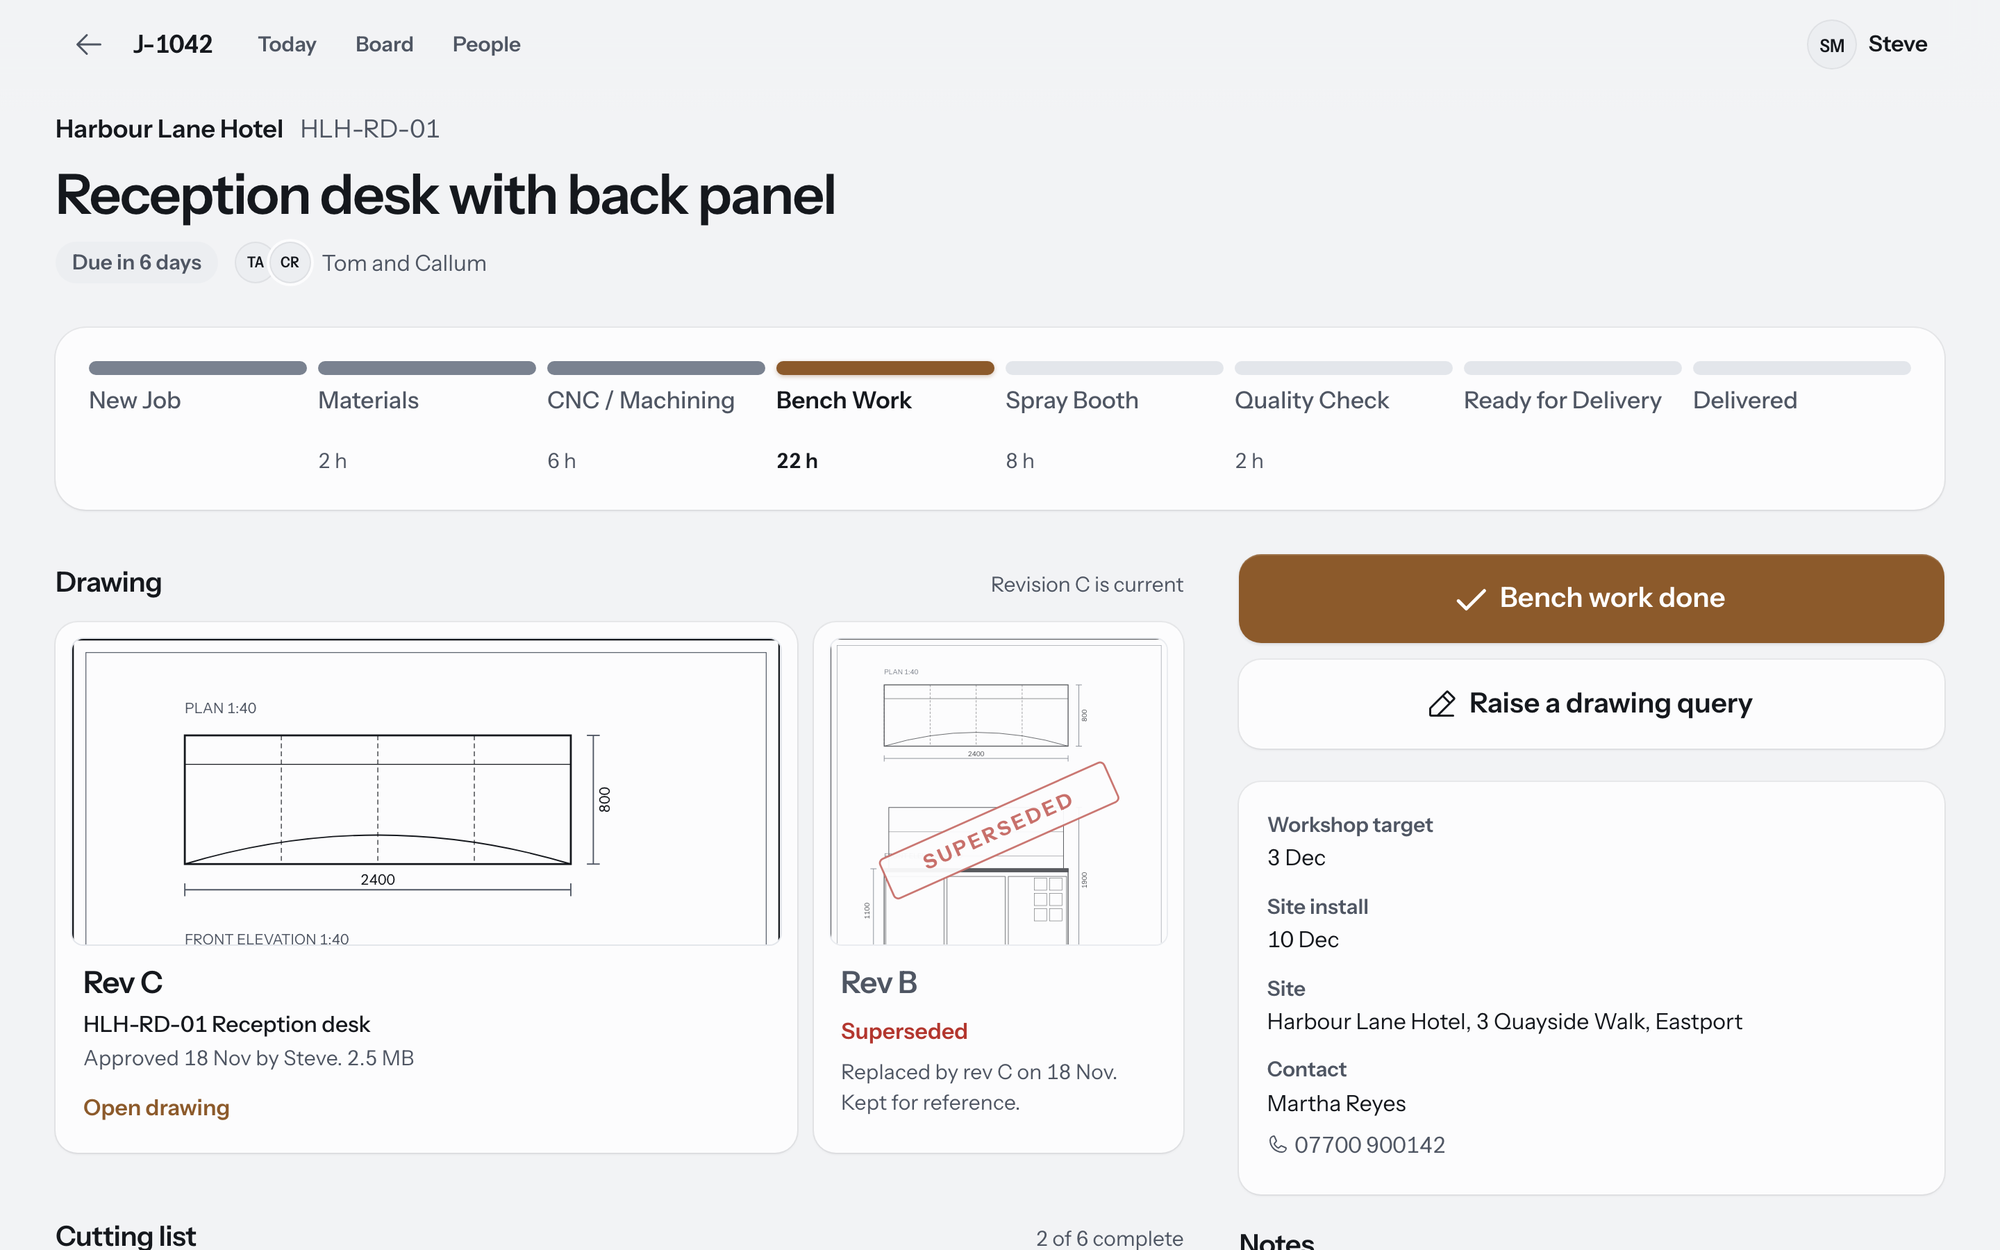 J-1042
Today
Board
People
SM
Steve
Harbour Lane Hotel HLH-RD-01
Reception desk with back panel
Due in 6 days
TA
CR
Tom and Callum
New Job
Materials
CNC / Machining
Bench Work
Spray Booth
Quality Check
Ready for Delivery
Delivered
2 h
6 h
22 h
8 h
2 h
Drawing
Revision C is current
PLAN 1:40
800
2400
FRONT ELEVATION 1:40
Rev C
HLH-RD-01 Reception desk
Approved 18 Nov by Steve. 2.5 MB
Open drawing
PLAN 1:40
800
2400
SUPERSEDED
1100
1900
Rev B
Superseded
Replaced by rev C on 18 Nov.
Kept for reference.
Bench work done
Raise a drawing query
Workshop target
3 Dec
Site install
10 Dec
Site
Harbour Lane Hotel, 3 Quayside Walk, Eastport
Contact
Martha Reyes
07700 900142
Cutting list
2 of 6 complete
Notes